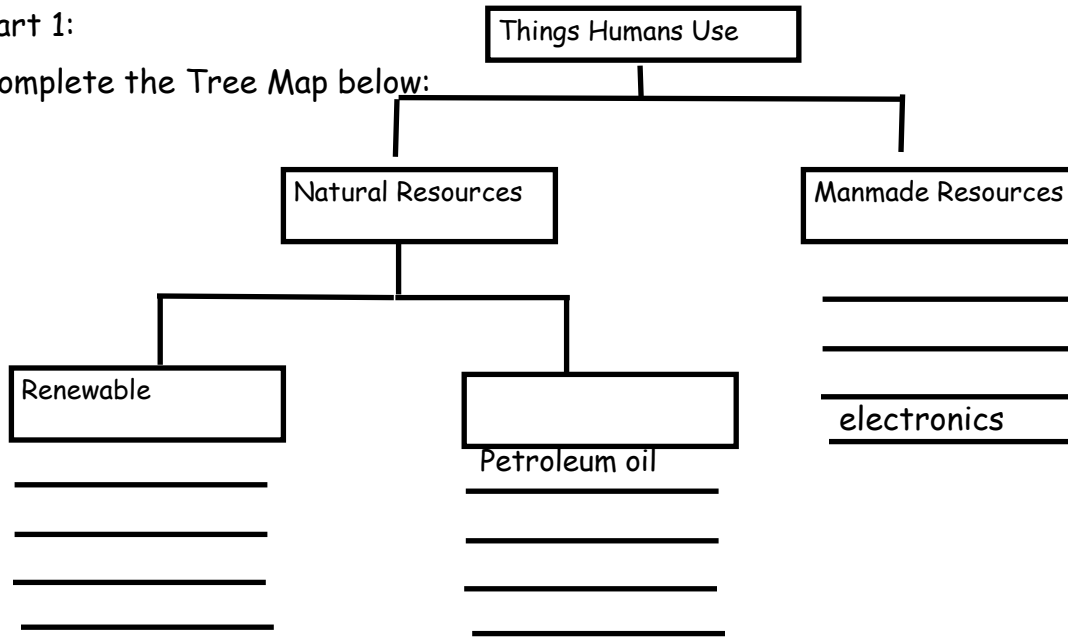 art 1:
Things Humans Use
omplete the Tree Map below:
Natural Resources
Manmade Resources
Renewable
electronics
Petroleum oil